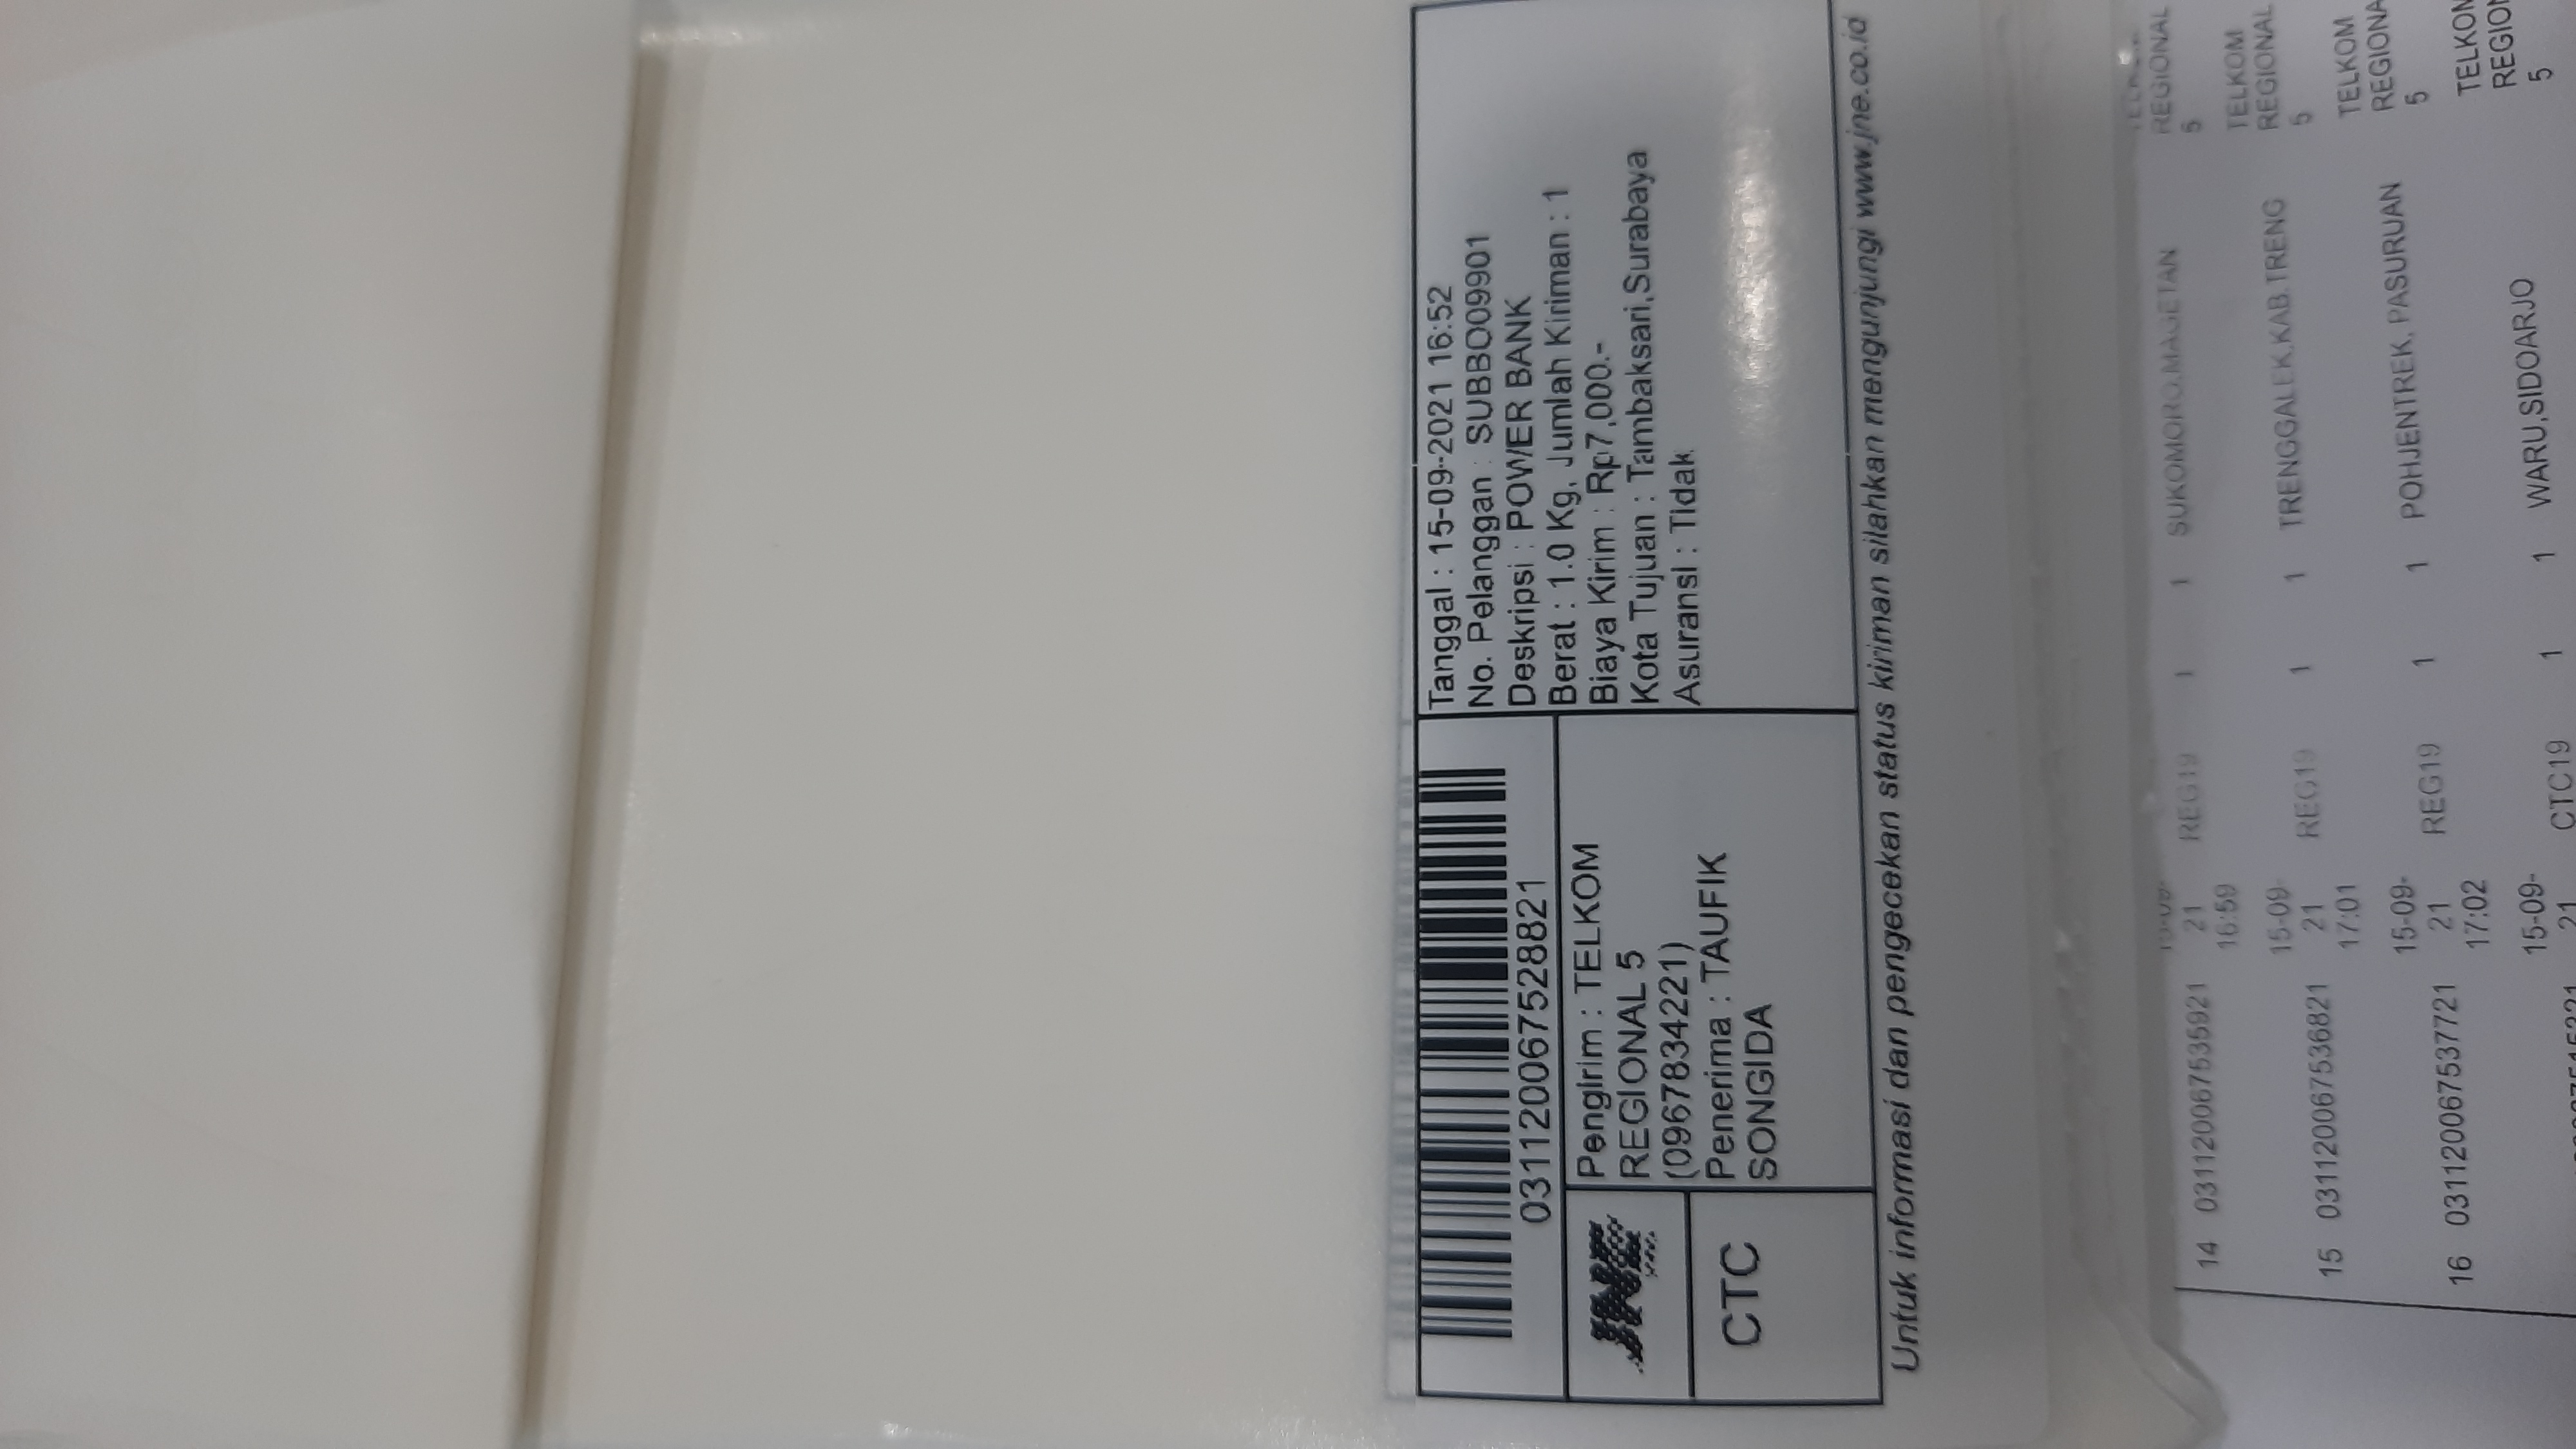 031120067528821
JNE
CTC
Pengirim : TELKOM
REGIONAL 5
(0967834221)
Penerima : TAUFIK
SONGIDA
Tanggal : 15-09-2021 16:52
No. Pelanggan : SUBBO09901
Deskripsi : POWER BANK
Berat : 1.0 Kg, Jumlah Kiriman : 1
Biaya Kirim : Rp7,000.-
Kota Tujuan : Tambaksari,Surabaya
Asuransi : Tidak
Untuk informasi dan pengecekan status kiriman silahkan mengunjungi www.jne.co.id
15-09-
14 031120067535921 21 REG19 1 1 SUKOMORO,MAGETAN REGIONAL
16:59 5
15-09- TELKOM
15 031120067536821 21 REG19 1 1 TRENGGALEK,KAB.TRENG REGIONAL
17:01 5
15-09- TELKOM
16 031120067537721 21 REG19 1 1 POHJENTREK, PASURUAN REGIONA
17:02 5
15-09- TELKOM
21 CTC19 1 1 WARU,SIDOARJO REGIO
5